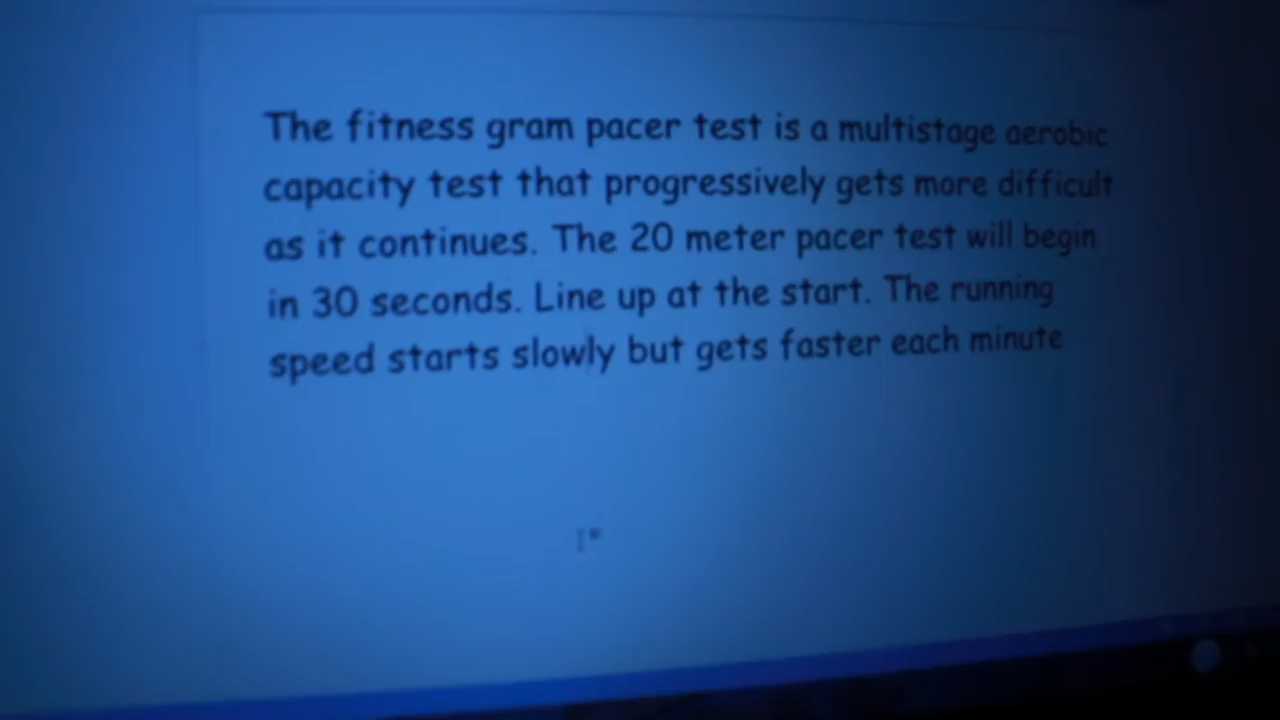 The fitness gram pacer test is a multistage aerobic
capacity test that progressively gets more difficult
as it continues. The 20 meter pacer test will begin
in 30 seconds. Line up at the start. The running
speed starts slowly but gets faster each minute